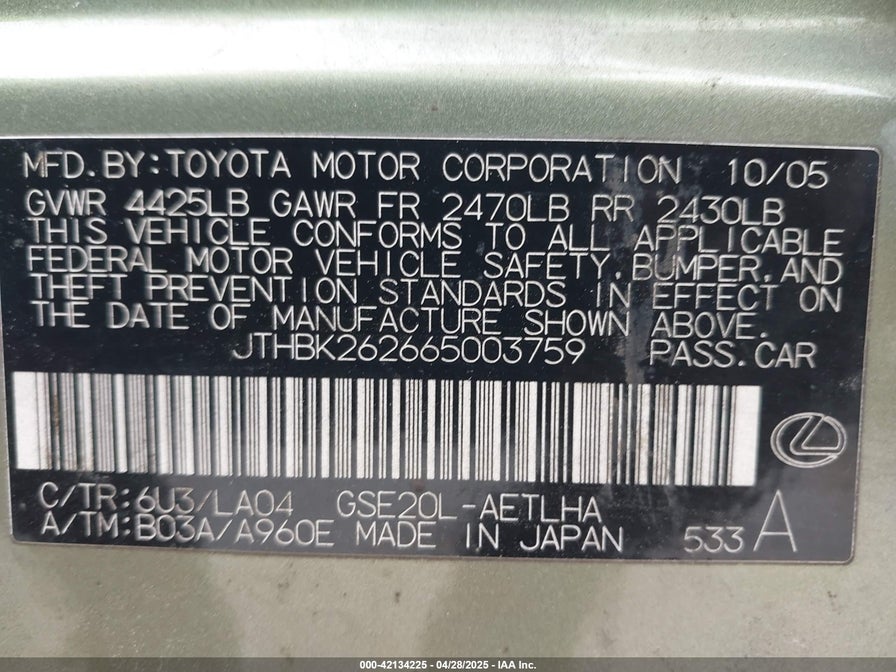 MFD.BY:TOYOTA MOTOR CORPORATION 10/05
GVWR 4425LB GAWR FR 2470LB RR 2430LB
THIS VEHICLE CONFORMS TO ALL APPLICABLE
FEDERAL MOTOR VEHICLE SAFETY,BUMPER,AND
THEFT PREVENTION STANDARDS IN EFFECT ON
THE DATE OF MANUFACTURE SHOWN ABOVE.
JTHBK262665003759 PASS.CAR
C/TR:6U3/LA04 GSE20L-AETLHA
A/TM:B03A/A960E MADE IN JAPAN 533 A
000-42134225 - 04/28/2025 - IAA Inc.